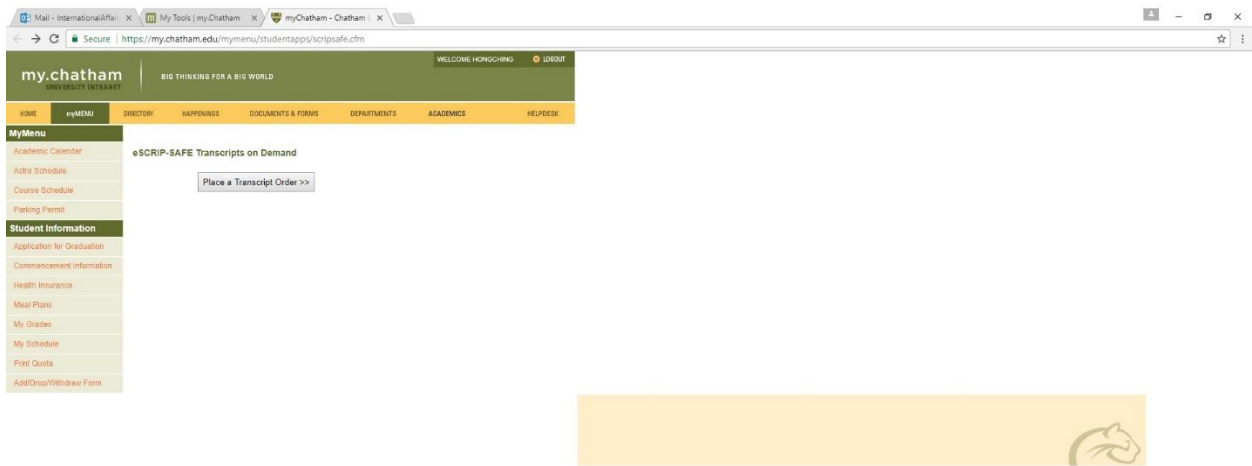 Mail - InternationalAffai
My Tools | my.Chatham
myChatham - Chatham U
Secure | https://my.chatham.edu/mymenu/studentapps/scripsafe.cfm
WELCOME HONGCHING LOGOUT
my.chatham
UNIVERSITY INTRANET
BIG THINKING FOR A BIG WORLD
HOME myMENU DIRECTORY HAPPENINGS DOCUMENTS & FORMS DEPARTMENTS ACADEMICS HELPDESK
MyMenu
Academic Calendar
Astra Schedule
Course Schedule
Parking Permit
Student Information
Application for Graduation
Commencement Information
Health Insurance
Meal Plans
My Grades
My Schedule
Print Quota
Add/Drop/Withdraw Form
eSCRIP-SAFE Transcripts on Demand
Place a Transcript Order >>